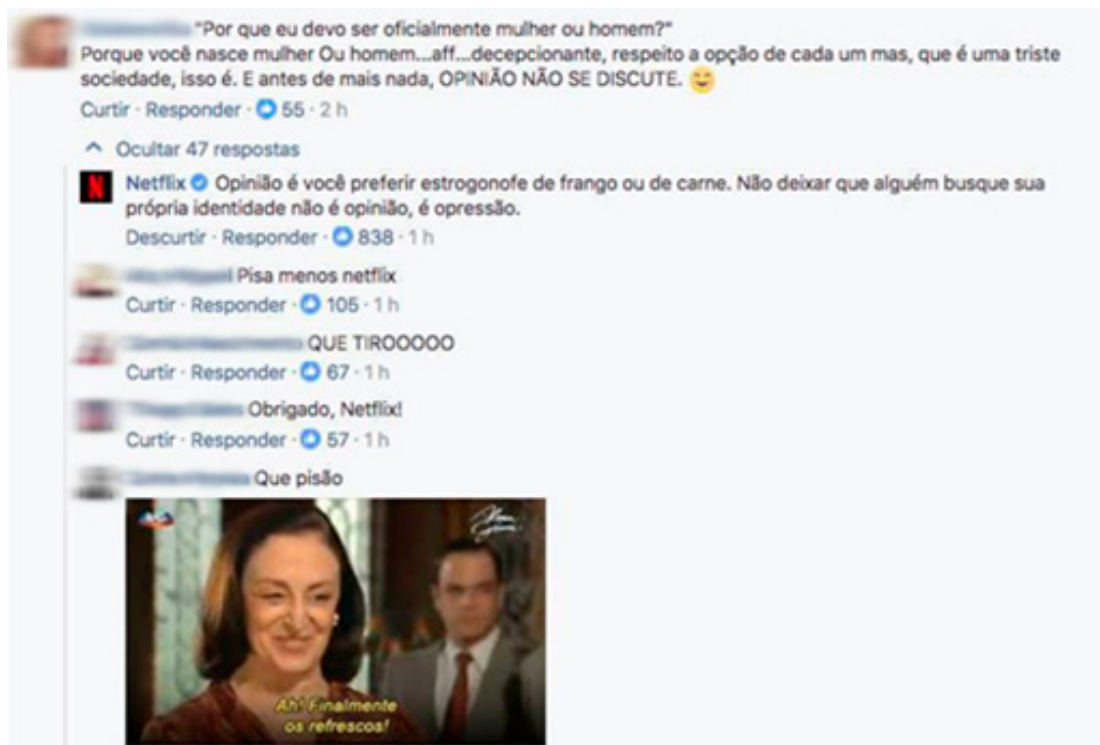 "Por que eu devo ser oficialmente mulher ou homem?"
Porque você nasce mulher Ou homem...aff...decepcionante, respeito a opção de cada um mas, que é uma triste
sociedade, isso é. E antes de mais nada, OPINIÃO NÃO SE DISCUTE. 😄
Curtir · Responder · 55 · 2 h
Ocultar 47 respostas
N
Netflix Opinião é você preferir estrogonofe de frango ou de carne. Não deixar que alguém busque sua
própria identidade não é opinião, é opressão.
Descurtir · Responder · 838 · 1 h
Pisa menos netflix
Curtir · Responder · 105 · 1 h
QUE TIROOOOO
Curtir · Responder · 67 · 1 h
Obrigado, Netflix!
Curtir · Responder · 57 · 1 h
Que pisão
Ah! Finalmente
os refrescos!